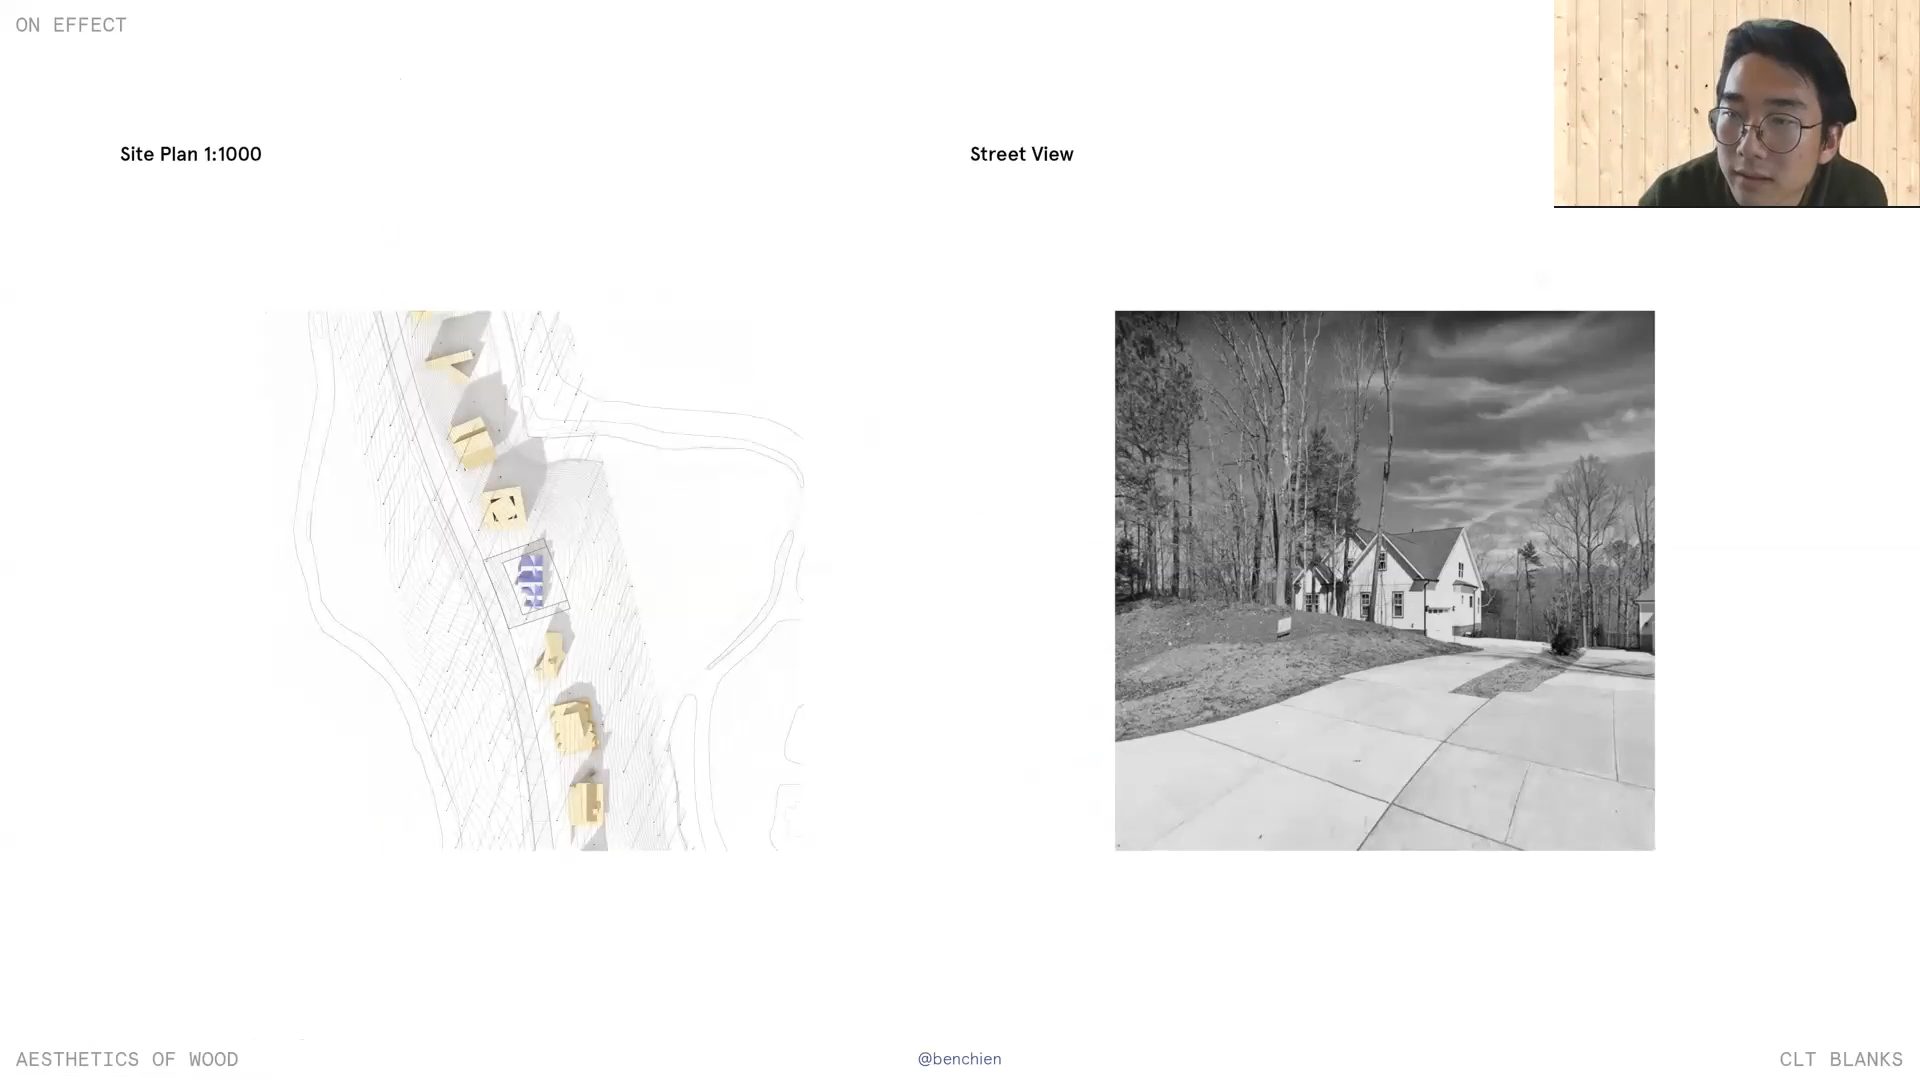 ON EFFECT
Site Plan 1:1000
Street View
AESTHETICS OF WOOD
@benchien
CLT BLANKS